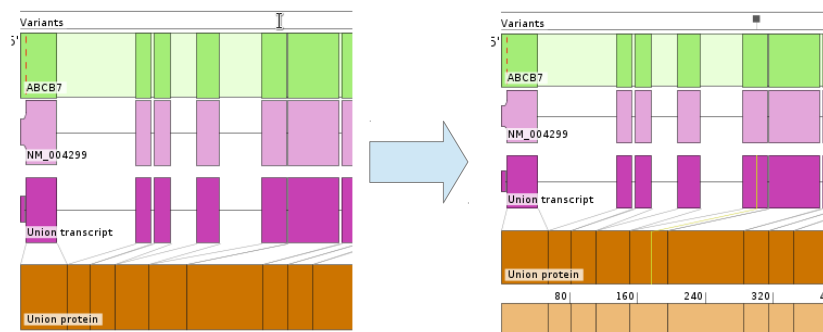 Variants
5'
ABCB7
NM_004299
Union transcript
Union protein
Variants
5'
ABCB7
NM_004299
Union transcript
Union protein
80 160 240 320